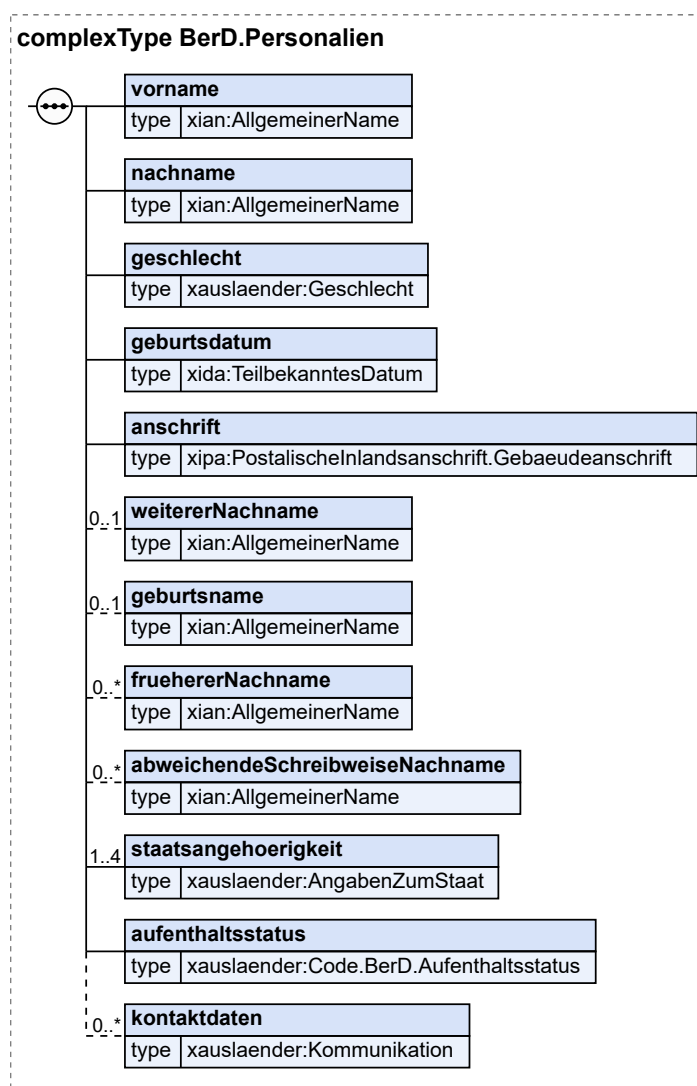 complexType BerD.Personalien
vorname
type xian:AllgemeinerName
nachname
type xian:AllgemeinerName
geschlecht
type xauslaender:Geschlecht
geburtsdatum
type xida:TeilbekanntesDatum
anschrift
type xipa:PostalischeInlandsanschrift.Gebaeudeanschrift
0..1 weitererNachname
type xian:AllgemeinerName
0..1 geburtsname
type xian:AllgemeinerName
0..* fruehererNachname
type xian:AllgemeinerName
0..* abweichendeSchreibweiseNachname
type xian:AllgemeinerName
1..4 staatsangehoerigkeit
type xauslaender:AngabenZumStaat
aufenthaltsstatus
type xauslaender:Code.BerD.Aufenthaltsstatus
0..* kontaktdaten
type xauslaender:Kommunikation